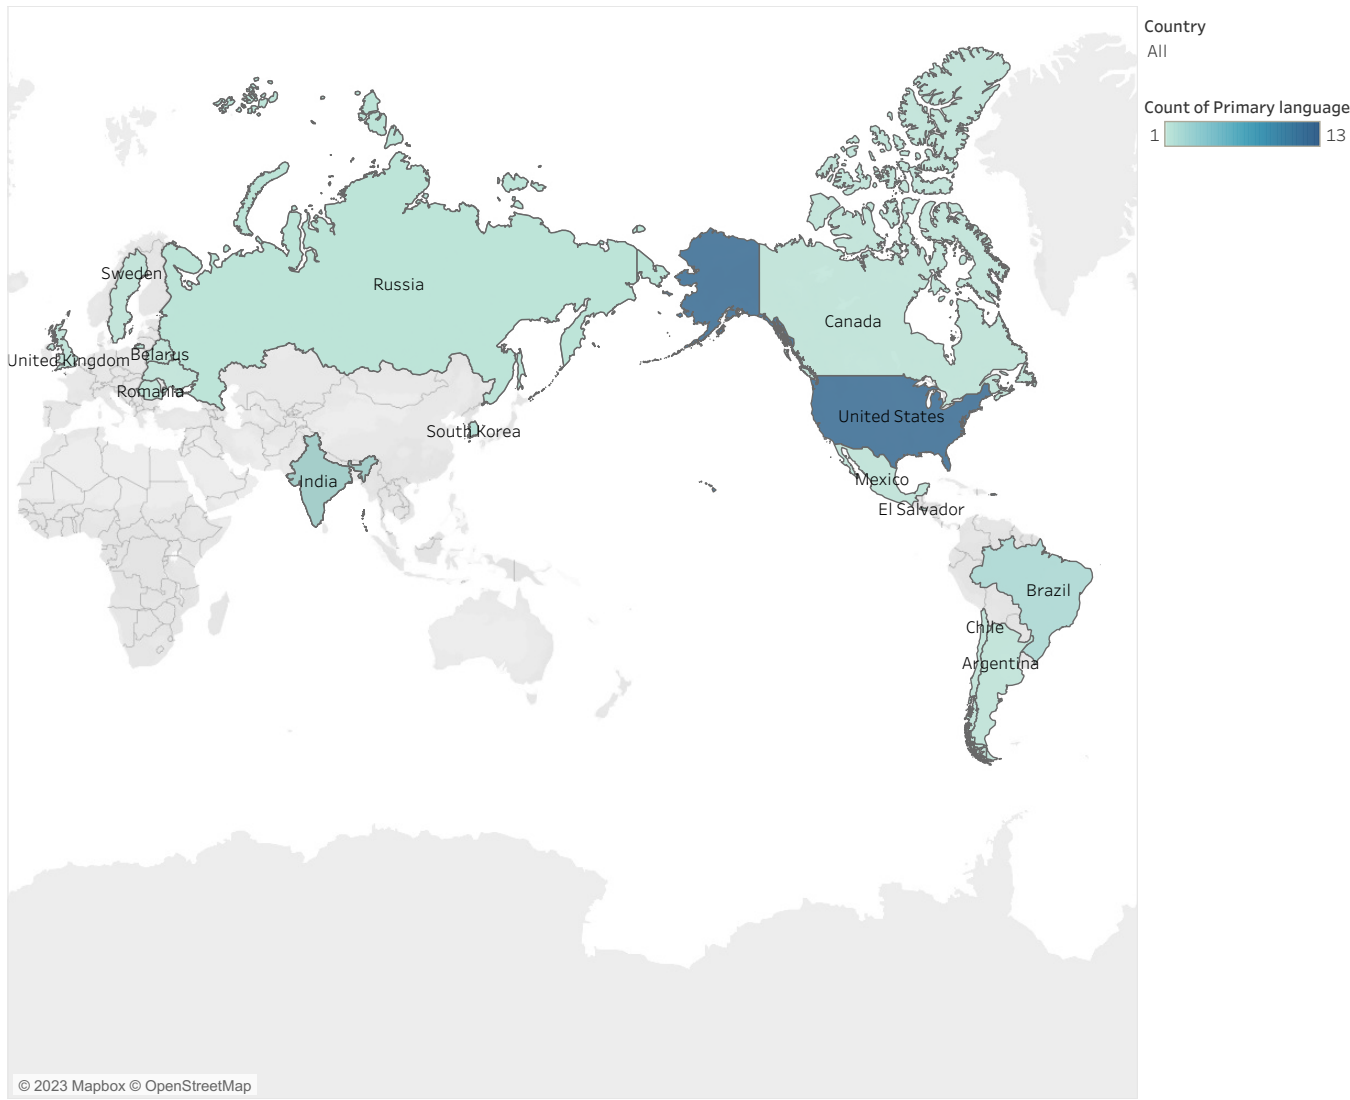 Country
All
Count of Primary language
1 13
Sweden
Russia
Canada
United Kingdom
Belarus
Romania
United States
South Korea
India
Mexico
El Salvador
Brazil
Chile
Argentina
© 2023 Mapbox © OpenStreetMap